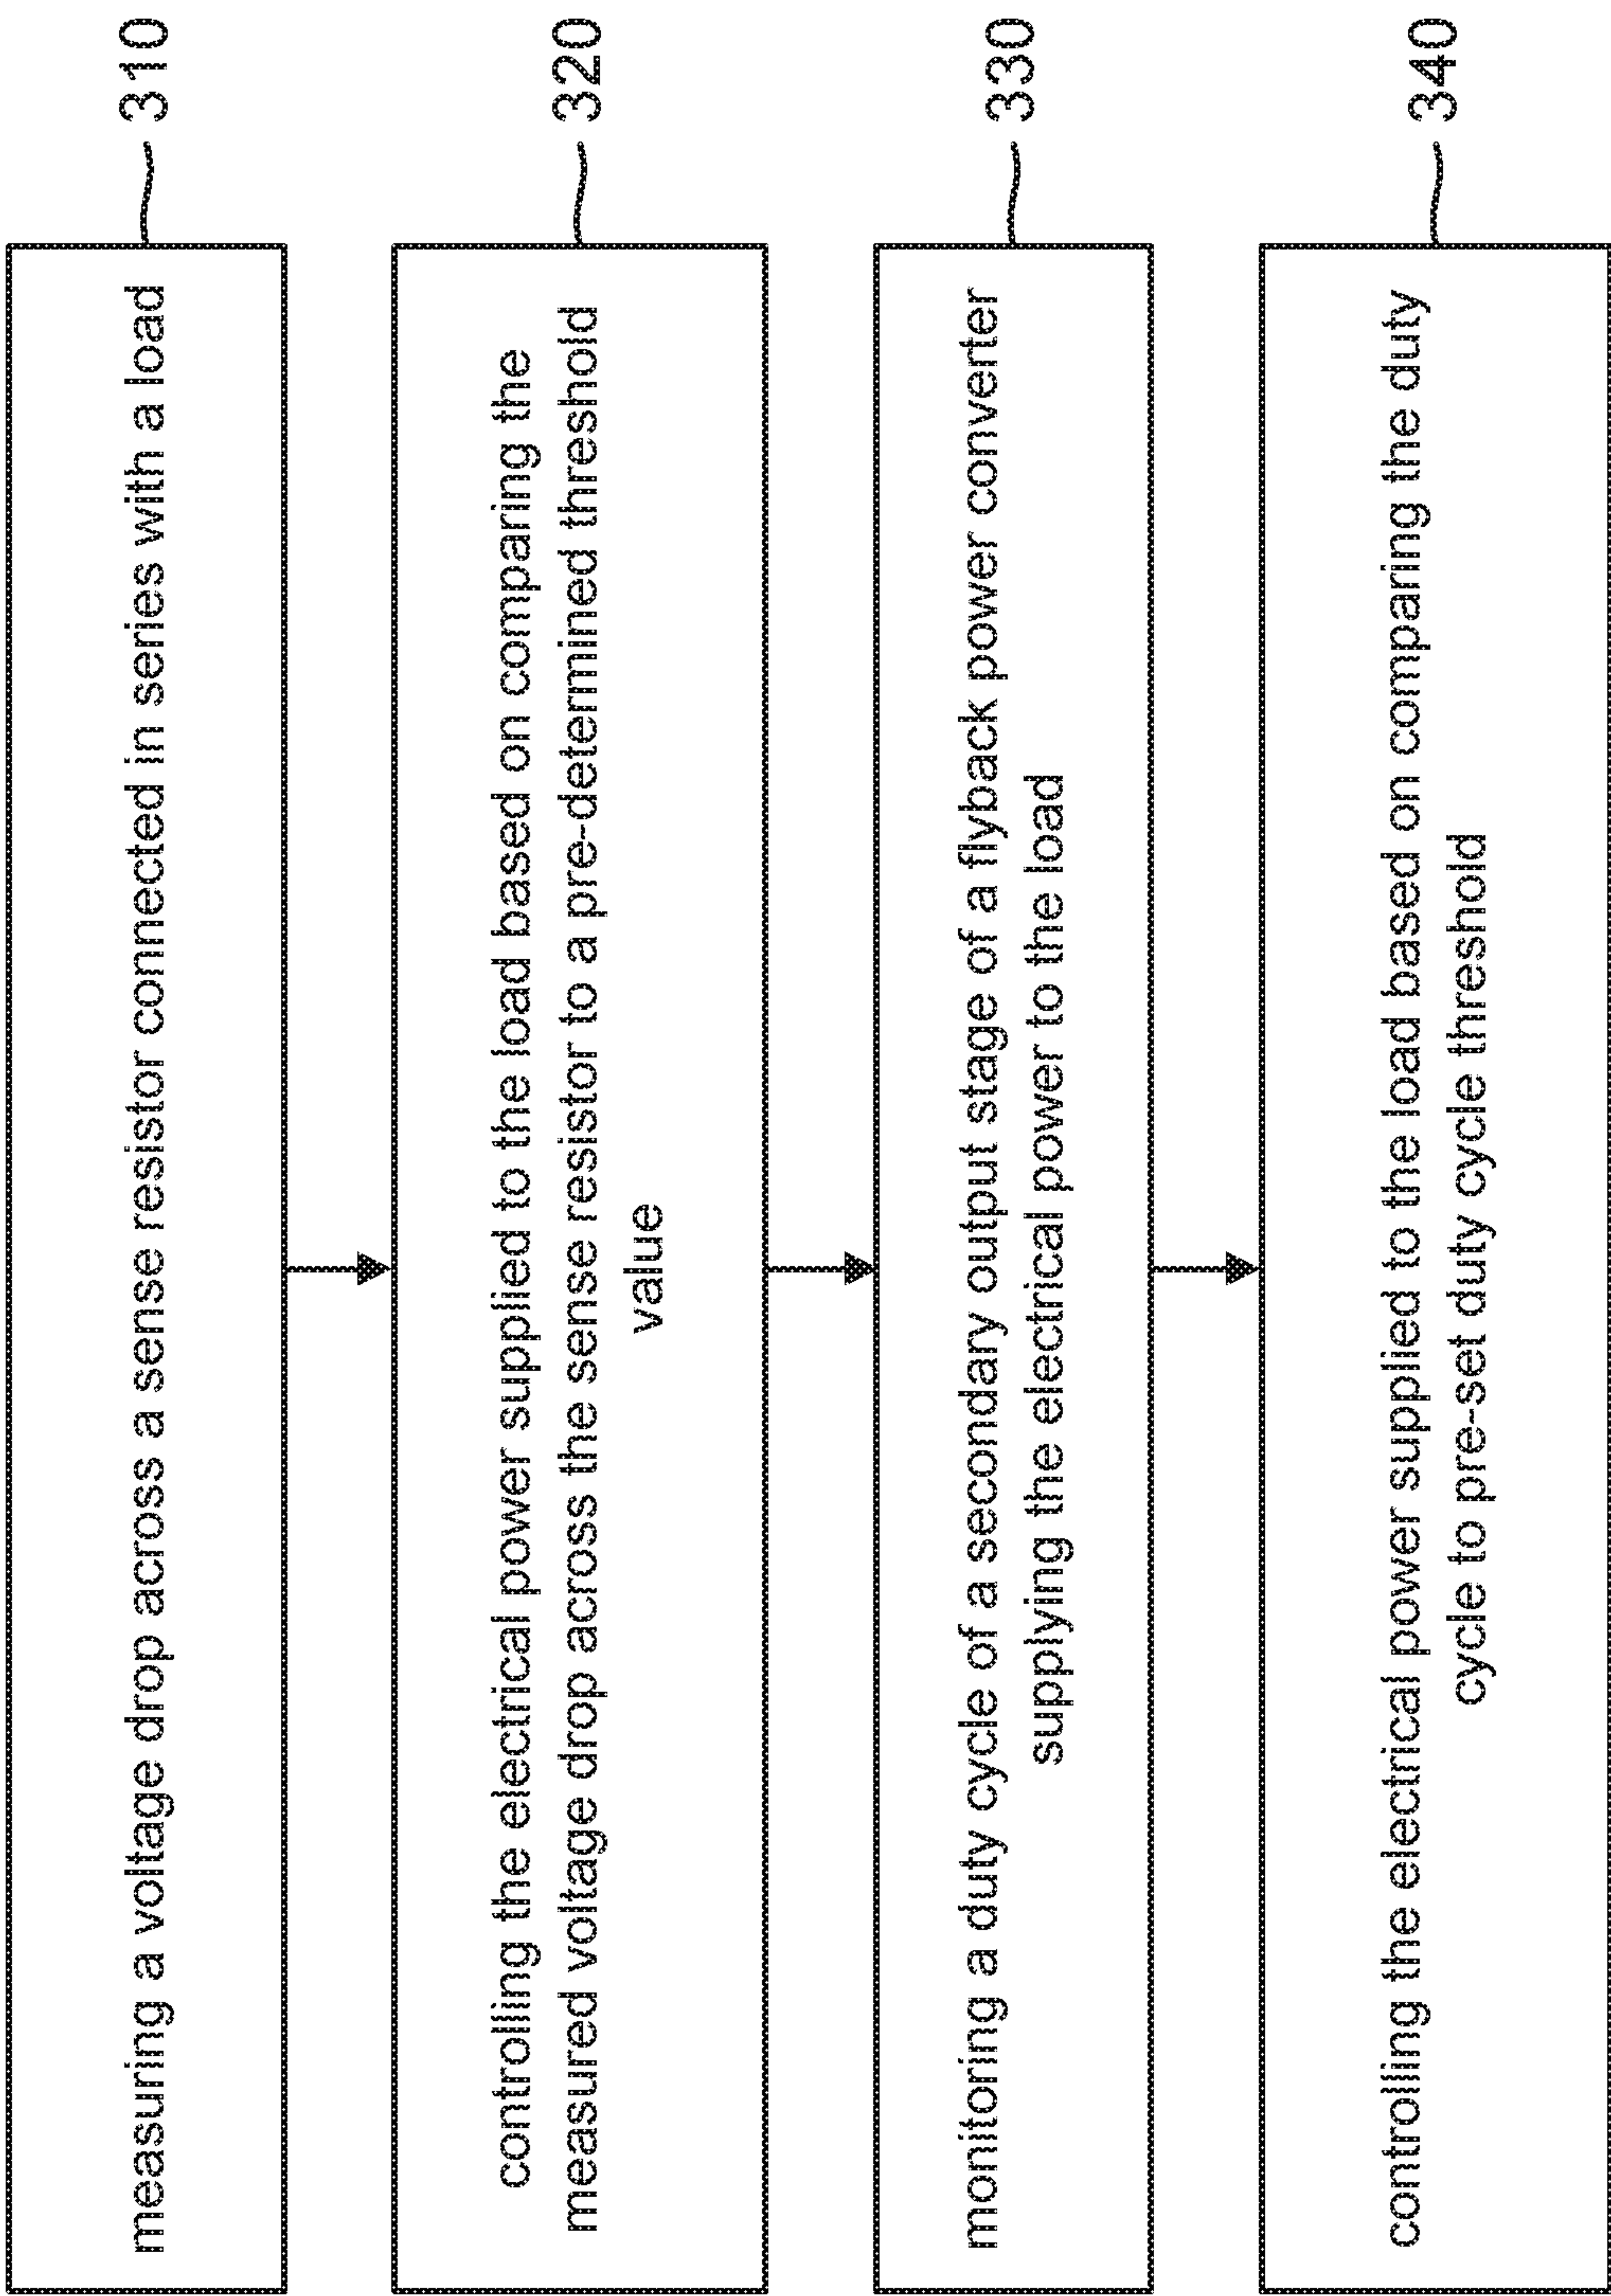 measuring a voltage drop across a sense resistor connected in series with a load
310
controlling the electrical power supplied to the load based on comparing the
measured voltage drop across the sense resistor to a pre-determined threshold
value
320
monitoring a duty cycle of a secondary output stage of a flyback power converter
supplying the electrical power to the load
330
controlling the electrical power supplied to the load based on comparing the duty
cycle to pre-set duty cycle threshold
340